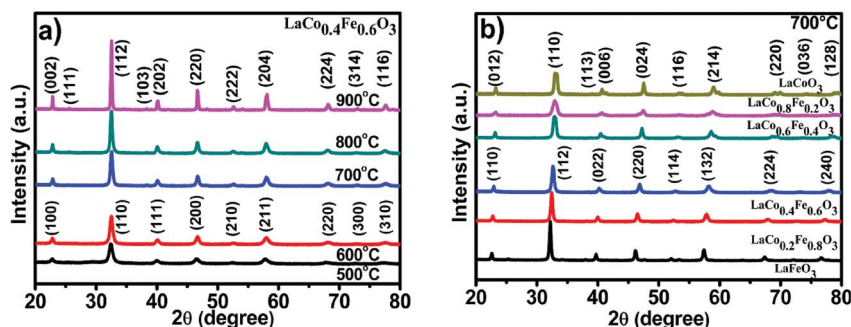 a)
LaCo0.4Fe0.6O3
(002)
(111)
(112)
(103)
(202)
(220)
(222)
(204)
(224)
(314)
(116)
900°C
800°C
700°C
(100)
(110)
(111)
(200)
(210)
(211)
(220)
(300)
(310)
600°C
500°C
Intensity (a.u.)
20 30 40 50 60 70 80
2θ (degree)
b)
700°C
(012)
(110)
(113)
(006)
(024)
(116)
(214)
(220)
(036)
(128)
LaCoO3
LaCo0.8Fe0.2O3
LaCo0.6Fe0.4O3
(110)
(112)
(022)
(220)
(114)
(132)
(224)
(240)
LaCo0.4Fe0.6O3
LaCo0.2Fe0.8O3
LaFeO3
Intensity (a.u.)
20 30 40 50 60 70 80
2θ (degree)